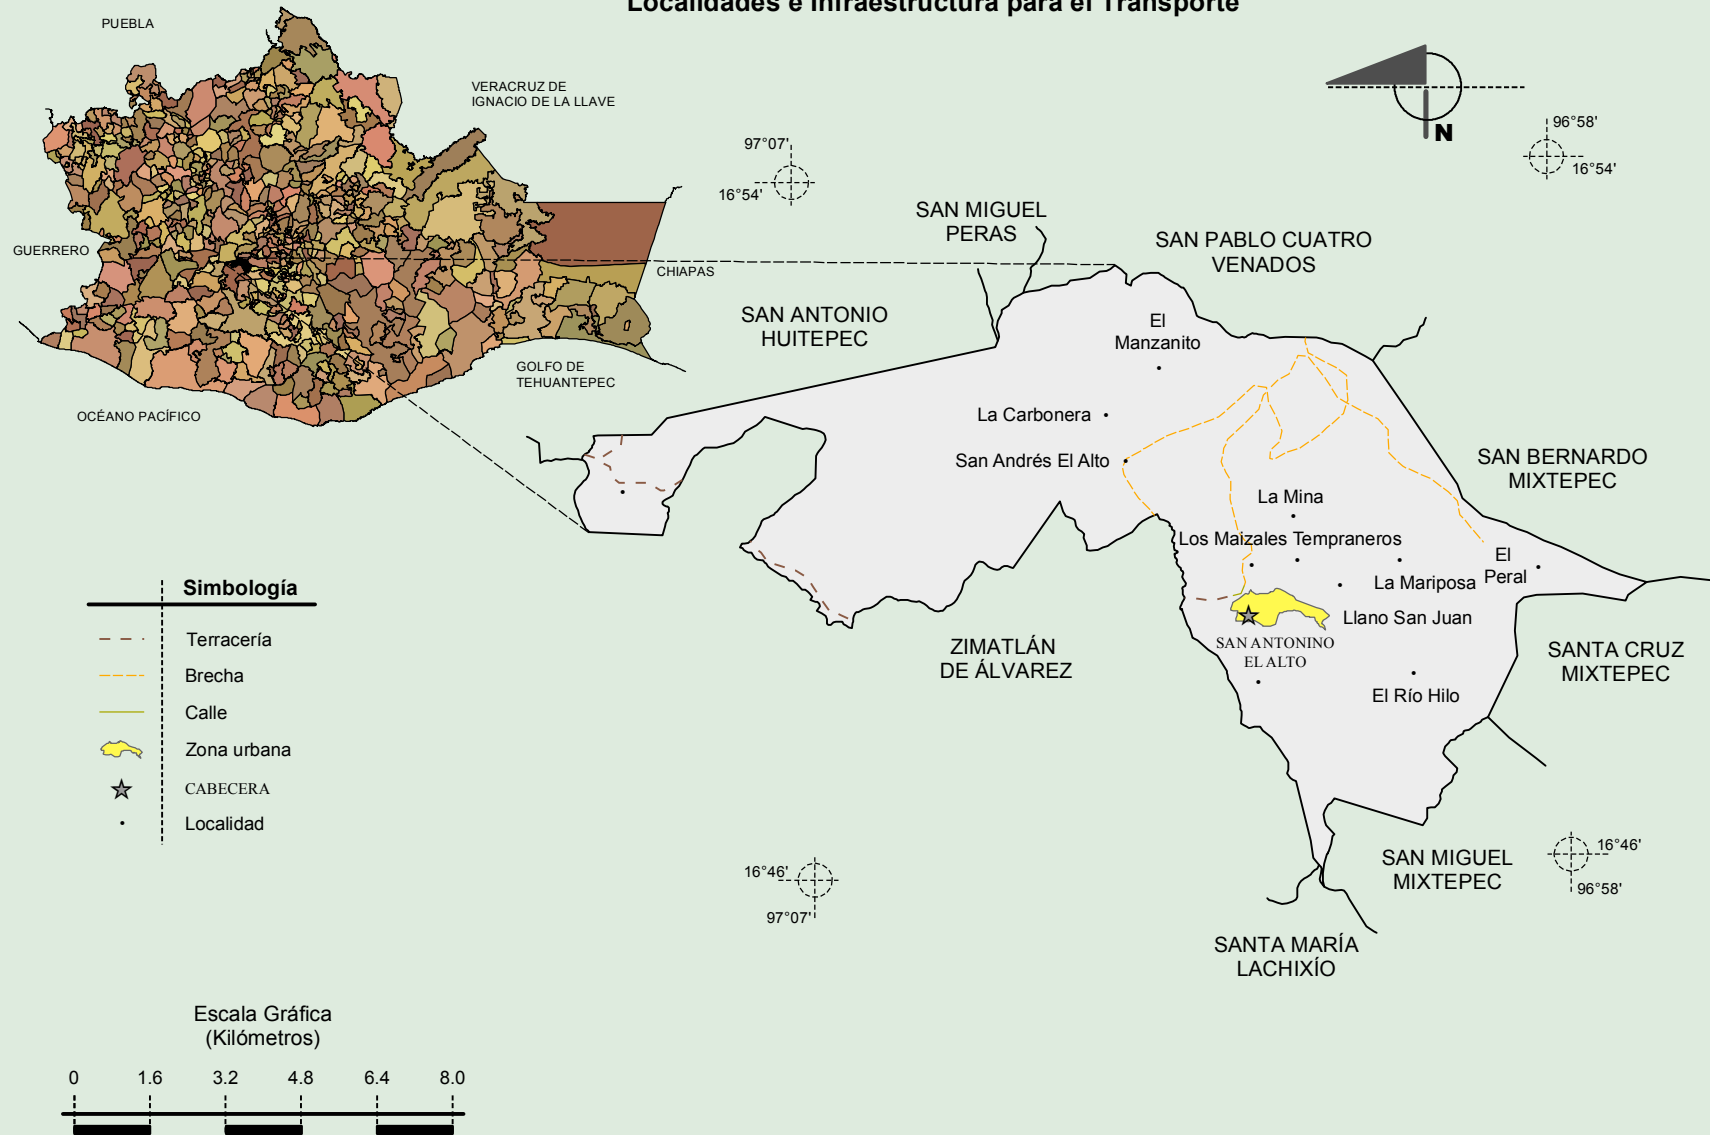 Localidades e Infraestructura para el Transporte
PUEBLA
VERACRUZ DE
IGNACIO DE LA LLAVE
GUERRERO
CHIAPAS
GOLFO DE
TEHUANTEPEC
OCÉANO PACÍFICO
N
97°07'
16°54'
96°58'
16°54'
SAN MIGUEL
PERAS
SAN PABLO CUATRO
VENADOS
SAN ANTONIO
HUITEPEC
El
Manzanito
La Carbonera
San Andrés El Alto
SAN BERNARDO
MIXTEPEC
La Mina
Los Maizales Tempraneros
El
Peral
La Mariposa
Llano San Juan
SAN ANTONINO
EL ALTO
ZIMATLÁN
DE ÁLVAREZ
SANTA CRUZ
MIXTEPEC
El Río Hilo
SAN MIGUEL
MIXTEPEC
SANTA MARÍA
LACHIXÍO
16°46'
97°07'
16°46'
96°58'
Simbología
Terracería
Brecha
Calle
Zona urbana
CABECERA
Localidad
Escala Gráfica
(Kilómetros)
0 1.6 3.2 4.8 6.4 8.0